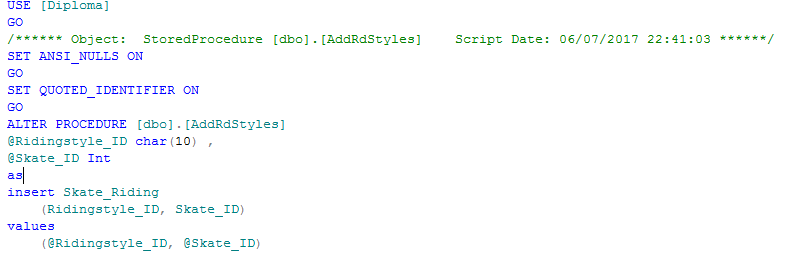 USE [Diploma]
GO
/****** Object:  StoredProcedure [dbo].[AddRdStyles]    Script Date: 06/07/2017 22:41:03 ******/
SET ANSI_NULLS ON
GO
SET QUOTED_IDENTIFIER ON
GO
ALTER PROCEDURE [dbo].[AddRdStyles]
@Ridingstyle_ID char(10) ,
@Skate_ID Int
as
insert Skate_Riding
    (Ridingstyle_ID, Skate_ID)
values
    (@Ridingstyle_ID, @Skate_ID)